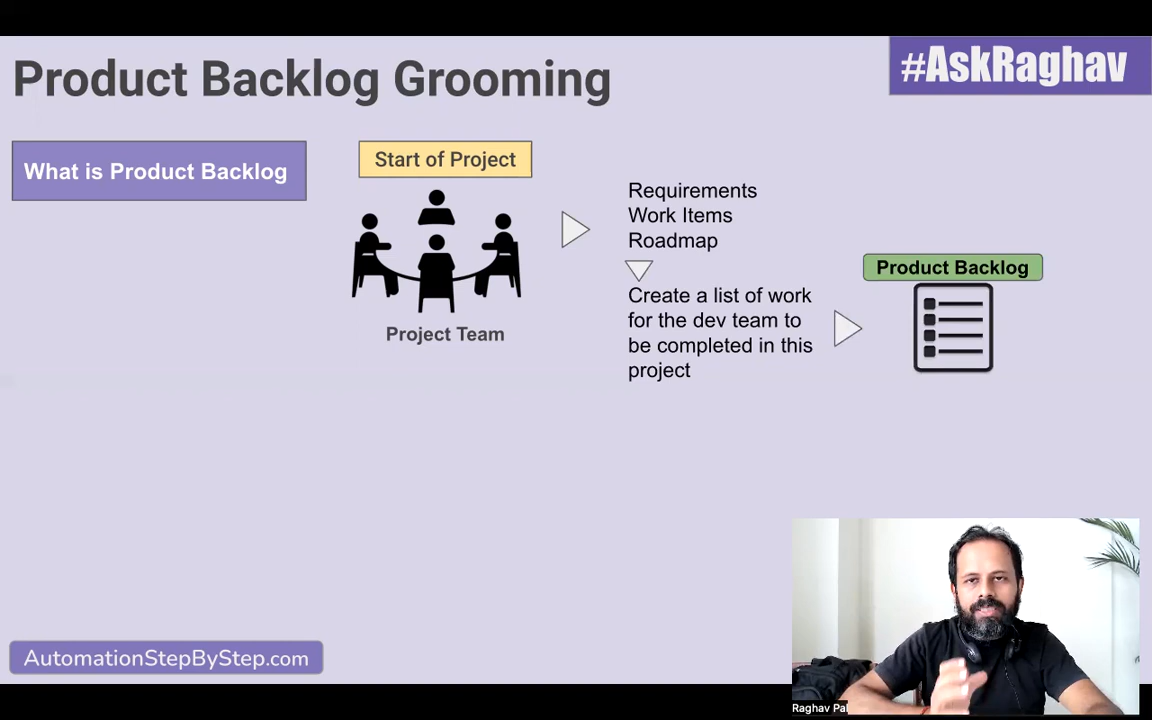 Product Backlog Grooming
#AskRaghav
What is Product Backlog
Start of Project
Project Team
Requirements
Work Items
Roadmap
Create a list of work
for the dev team to
be completed in this
project
Product Backlog
AutomationStepByStep.com
Raghav Pal